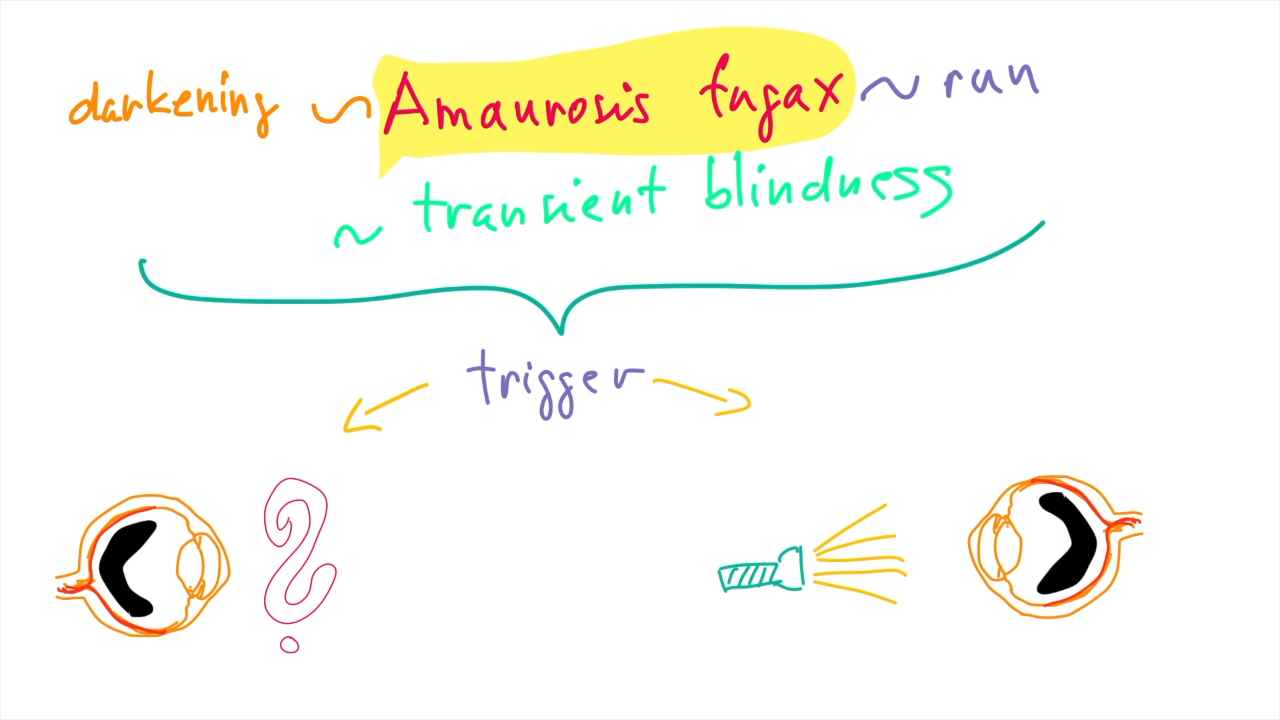 darkening ~ Amaurosis fugax ~ run
~ transient blindness
trigger
?